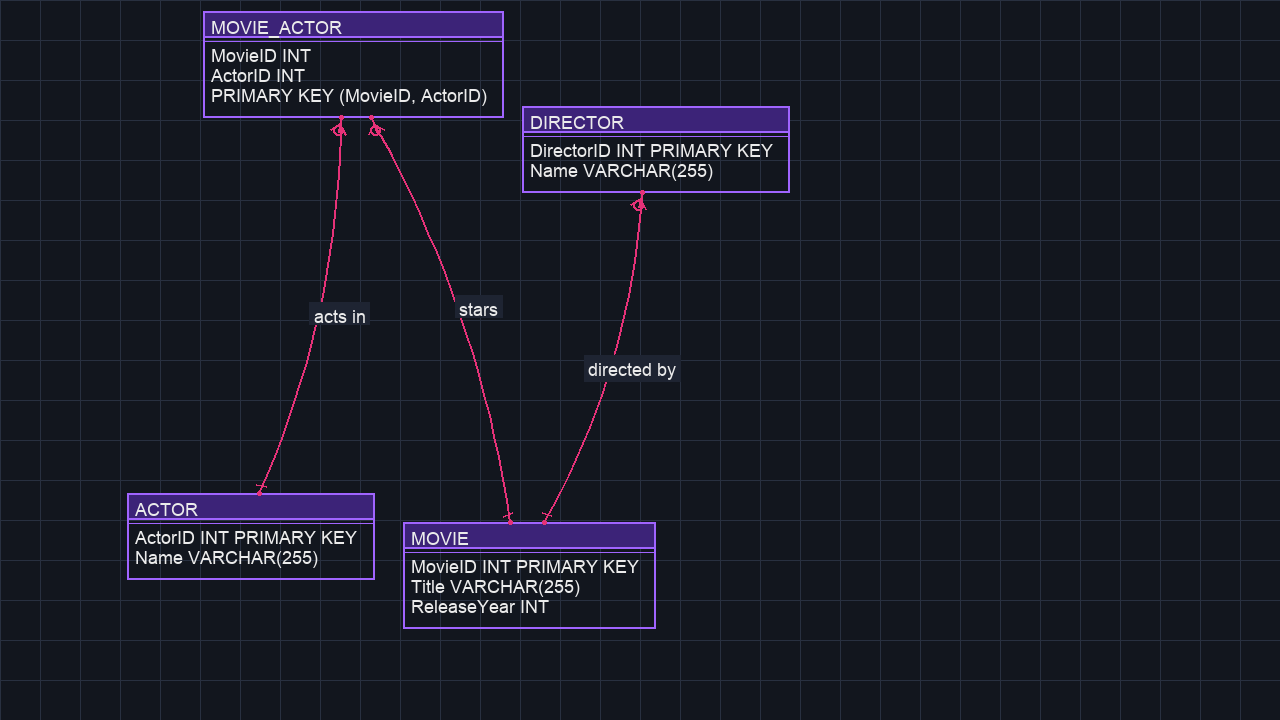 MOVIE_ACTOR
MovieID INT
ActorID INT
PRIMARY KEY (MovieID, ActorID)
DIRECTOR
DirectorID INT PRIMARY KEY
Name VARCHAR(255)
acts in
stars
directed by
ACTOR
ActorID INT PRIMARY KEY
Name VARCHAR(255)
MOVIE
MovieID INT PRIMARY KEY
Title VARCHAR(255)
ReleaseYear INT